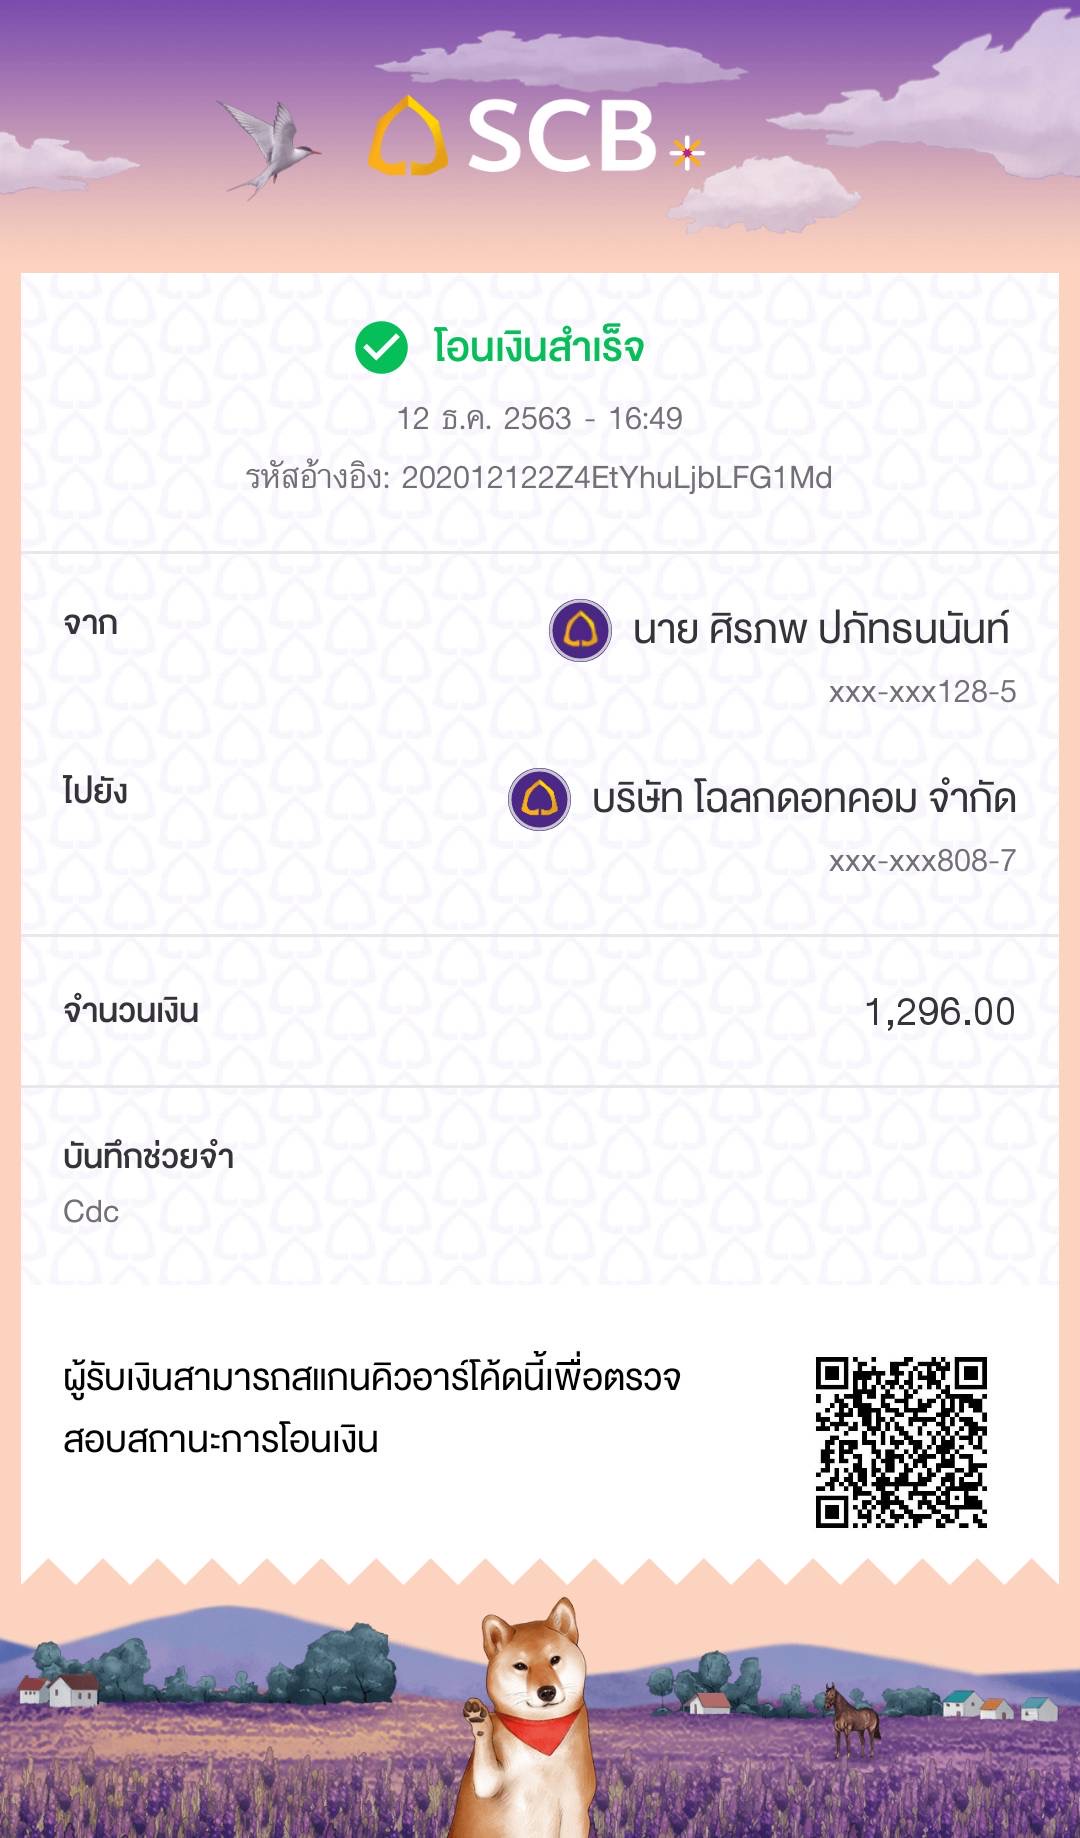 SCB
โอนเงินสำเร็จ
12 ธ.ค. 2563 - 16:49
รหัสอ้างอิง: 202012122Z4EtYhuLjbLFG1Md
จาก
นาย ศิรภพ ปภัทธนนันท์
xxx-xxx128-5
ไปยัง
บริษัท โฉลกดอทคอม จำกัด
xxx-xxx808-7
จำนวนเงิน
1,296.00
บันทึกช่วยจำ
Cdc
ผู้รับเงินสามารถสแกนคิวอาร์โค้ดนี้เพื่อตรวจ
สอบสถานะการโอนเงิน